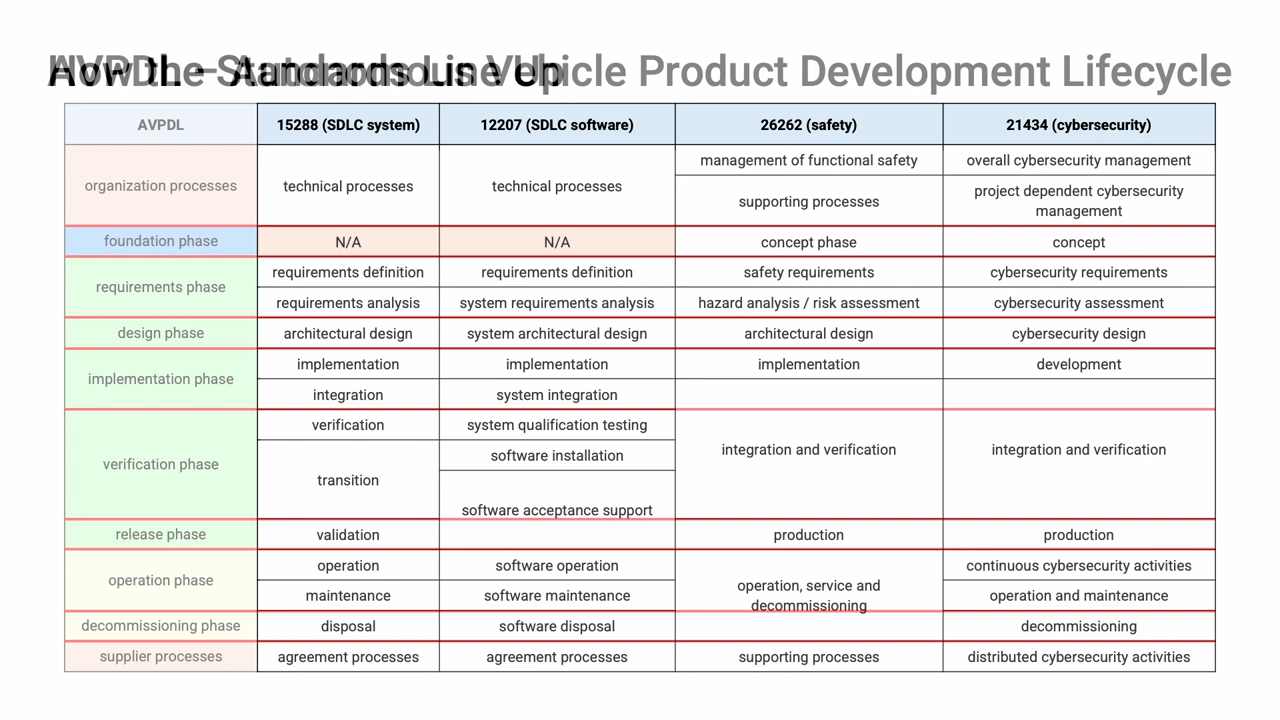 How the Standards Line Up
AVPDL – Autonomous Vehicle Product Development Lifecycle
AVPDL 15288 (SDLC system) 12207 (SDLC software) 26262 (safety) 21434 (cybersecurity)
organization processes technical processes technical processes management of functional safety overall cybersecurity management
supporting processes project dependent cybersecurity
management
foundation phase N/A N/A concept phase concept
requirements phase requirements definition requirements definition safety requirements cybersecurity requirements
requirements analysis system requirements analysis hazard analysis / risk assessment cybersecurity assessment
design phase architectural design system architectural design architectural design cybersecurity design
implementation phase implementation implementation implementation development
integration system integration
verification phase verification system qualification testing integration and verification integration and verification
software installation
transition
software acceptance support
release phase validation production production
operation phase operation software operation operation, service and continuous cybersecurity activities
maintenance software maintenance decommissioning operation and maintenance
decommissioning phase disposal software disposal decommissioning
supplier processes agreement processes agreement processes supporting processes distributed cybersecurity activities